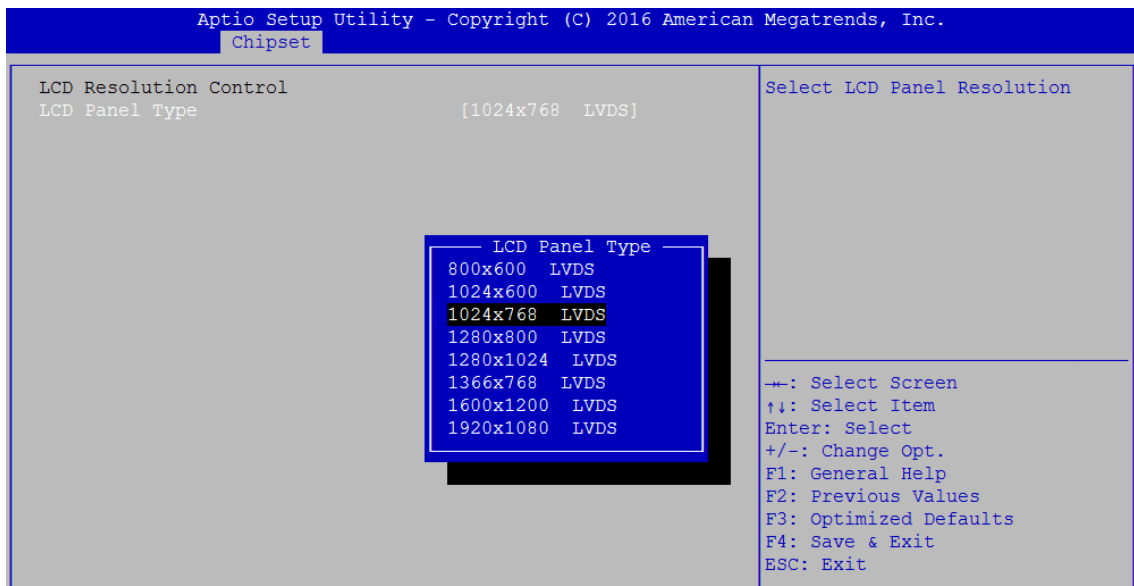 Aptio Setup Utility – Copyright (C) 2016 American Megatrends, Inc.
Chipset
LCD Resolution Control
LCD Panel Type [1024x768 LVDS]
Select LCD Panel Resolution
LCD Panel Type
800x600 LVDS
1024x600 LVDS
1024x768 LVDS
1280x800 LVDS
1280x1024 LVDS
1366x768 LVDS
1600x1200 LVDS
1920x1080 LVDS
→←: Select Screen
↑↓: Select Item
Enter: Select
+/-: Change Opt.
F1: General Help
F2: Previous Values
F3: Optimized Defaults
F4: Save & Exit
ESC: Exit